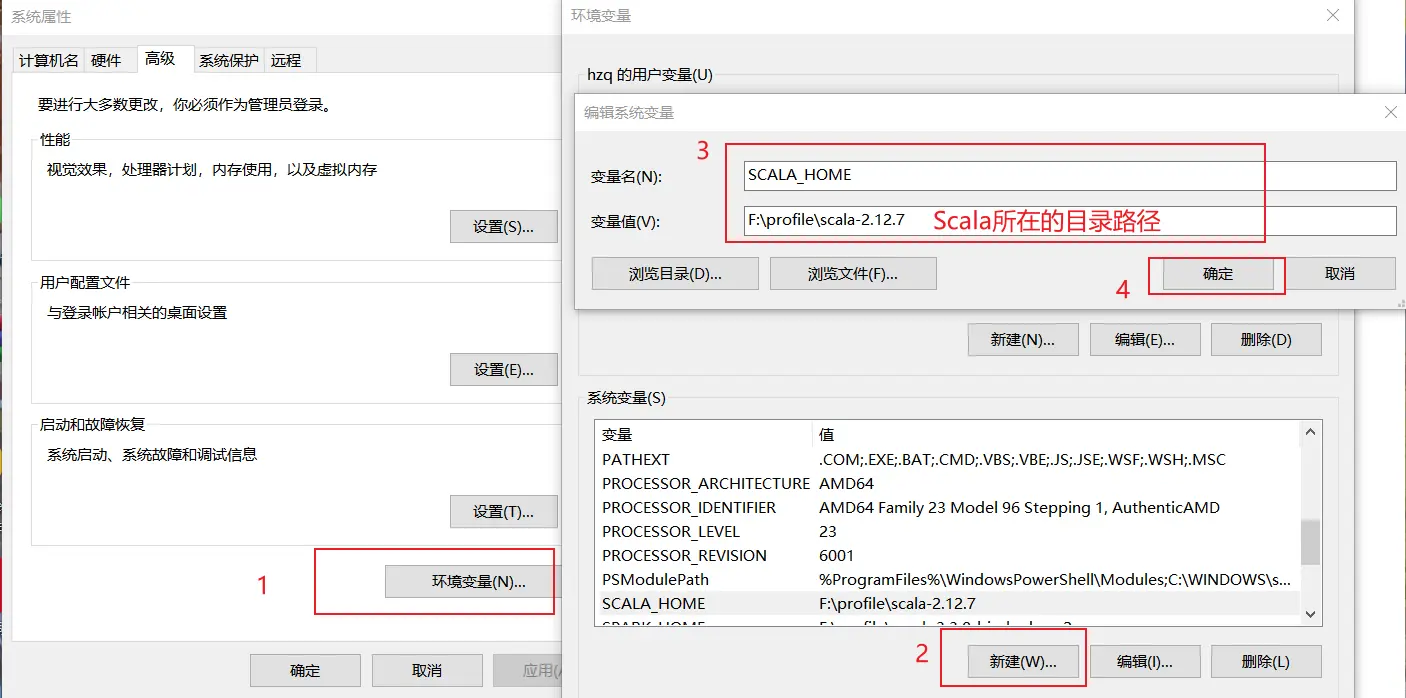 系统属性
计算机名
硬件
高级
系统保护
远程
要进行大多数更改，你必须作为管理员登录。
性能
视觉效果，处理器计划，内存使用，以及虚拟内存
设置(S)...
用户配置文件
与登录帐户相关的桌面设置
设置(E)...
启动和故障恢复
系统启动、系统故障和调试信息
设置(T)...
1
环境变量(N)...
确定
取消
应用(
环境变量
hzq 的用户变量(U)
编辑系统变量
3
变量名(N):
SCALA_HOME
变量值(V):
F:\profile\scala-2.12.7
Scala所在的目录路径
浏览目录(D)...
浏览文件(F)...
4
确定
取消
新建(N)...
编辑(E)...
删除(D)
系统变量(S)
变量 值
PATHEXT .COM;.EXE;.BAT;.CMD;.VBS;.VBE;.JS;.JSE;.WSF;.WSH;.MSC
PROCESSOR_ARCHITECTURE AMD64
PROCESSOR_IDENTIFIER AMD64 Family 23 Model 96 Stepping 1, AuthenticAMD
PROCESSOR_LEVEL 23
PROCESSOR_REVISION 6001
PSModulePath %ProgramFiles%\WindowsPowerShell\Modules;C:\WINDOWS\s...
SCALA_HOME F:\profile\scala-2.12.7
2
新建(W)...
编辑(I)...
删除(L)